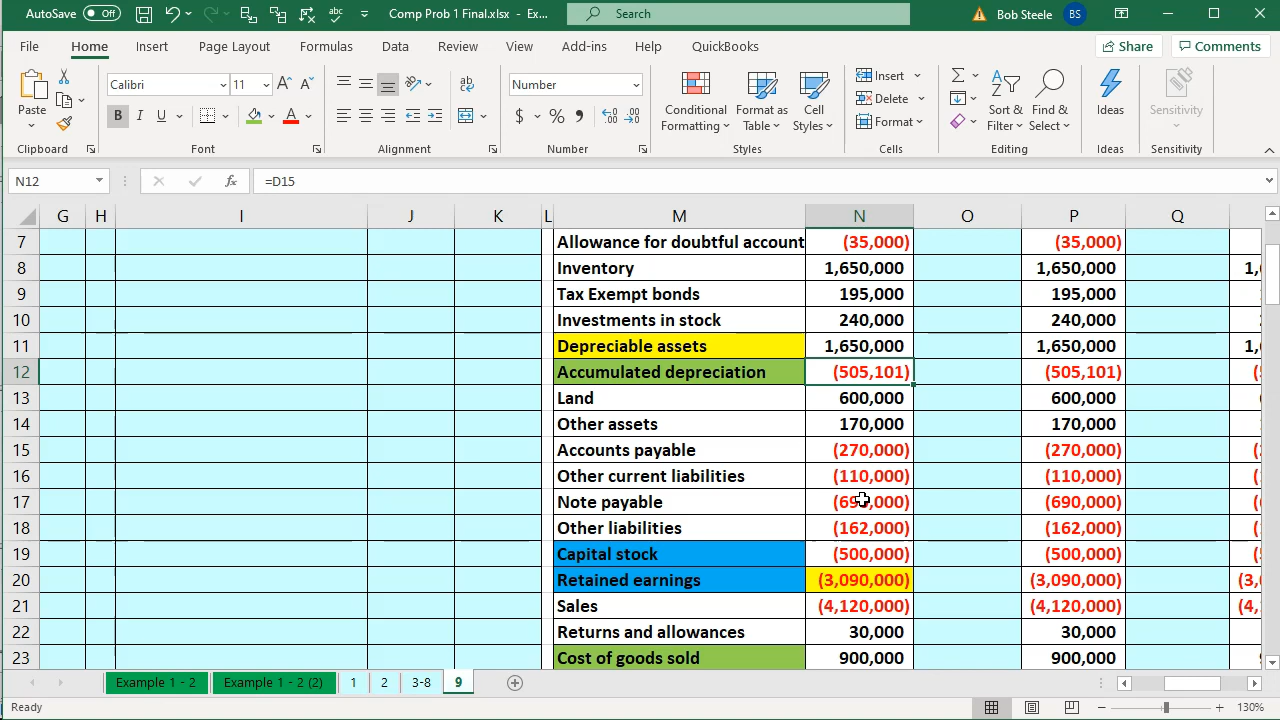 AutoSave Off Comp Prob 1 Final.xlsx - Ex... Search Bob Steele BS
File Home Insert Page Layout Formulas Data Review View Add-ins Help QuickBooks Share Comments
Paste Calibri 11 Number Conditional Formatting Format as Table Cell Styles Insert Delete Format Sort & Filter Find & Select Ideas Sensitivity
Clipboard Font Alignment Number Styles Cells Editing Ideas Sensitivity
N12 fx =D15
G H I J K L M N O P Q
7 Allowance for doubtful account (35,000) (35,000)
8 Inventory 1,650,000 1,650,000
9 Tax Exempt bonds 195,000 195,000
10 Investments in stock 240,000 240,000
11 Depreciable assets 1,650,000 1,650,000
12 Accumulated depreciation (505,101) (505,101)
13 Land 600,000 600,000
14 Other assets 170,000 170,000
15 Accounts payable (270,000) (270,000)
16 Other current liabilities (110,000) (110,000)
17 Note payable (690,000) (690,000)
18 Other liabilities (162,000) (162,000)
19 Capital stock (500,000) (500,000)
20 Retained earnings (3,090,000) (3,090,000)
21 Sales (4,120,000) (4,120,000)
22 Returns and allowances 30,000 30,000
23 Cost of goods sold 900,000 900,000
Example 1 - 2 Example 1 - 2 (2) 1 2 3-8 9
Ready 130%